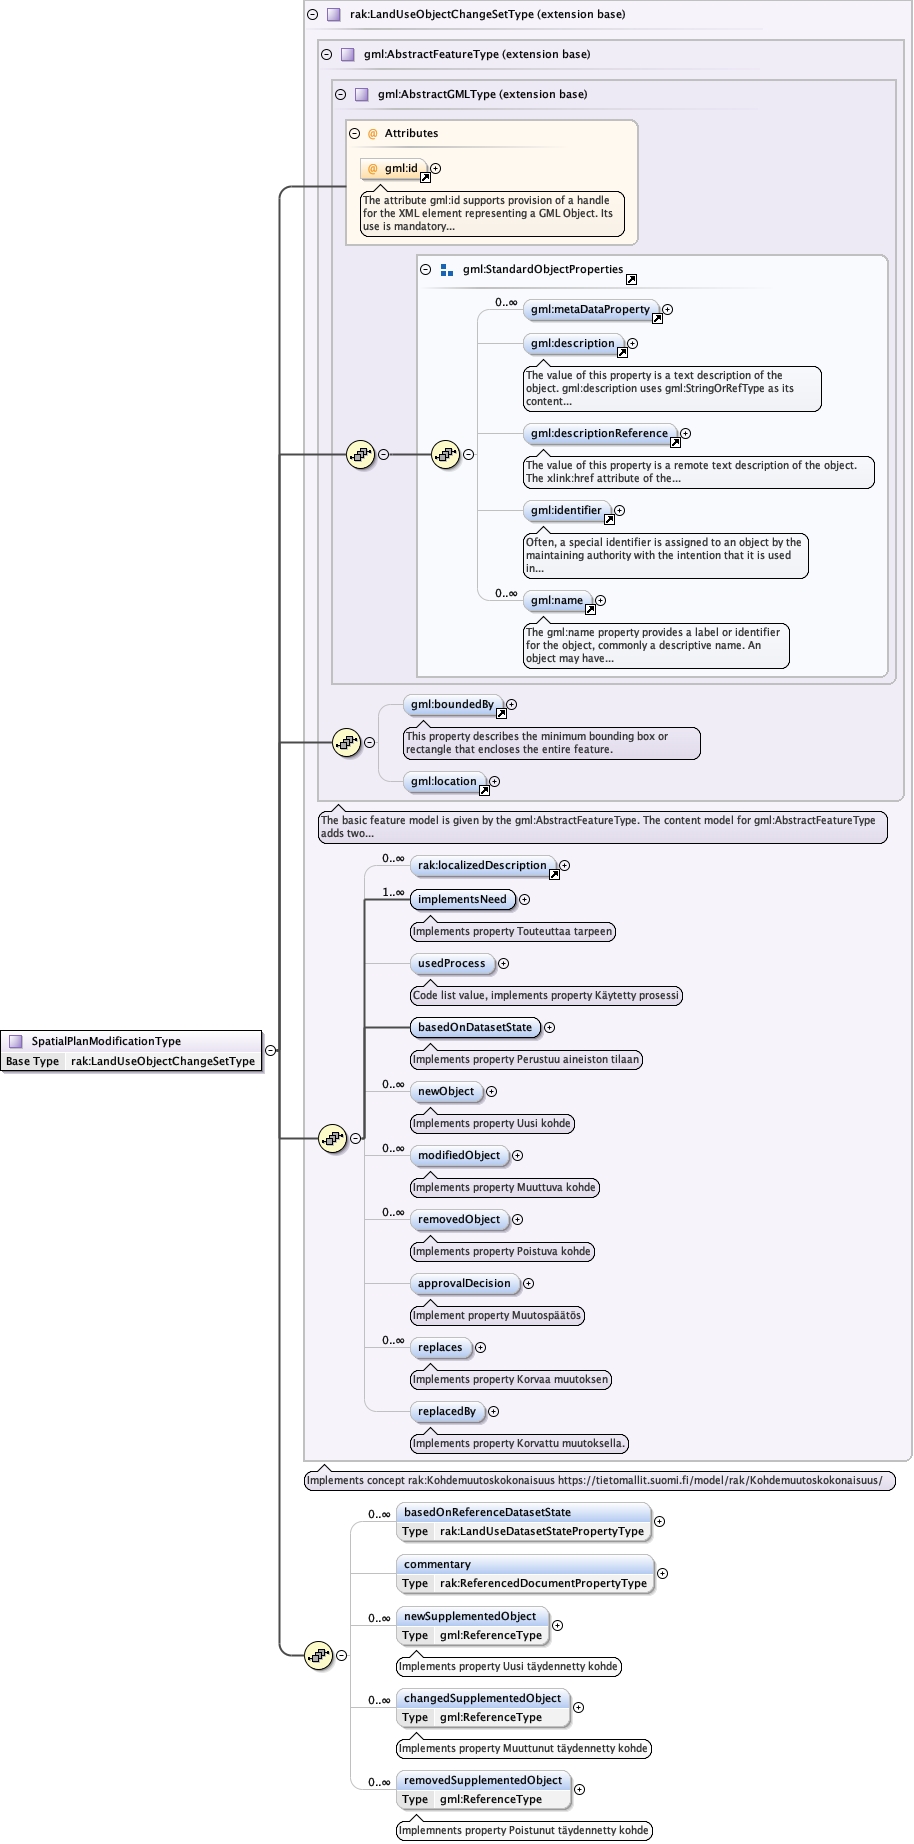 rak:LandUseObjectChangeSetType (extension base)
gml:AbstractFeatureType (extension base)
gml:AbstractGMLType (extension base)
@ Attributes
@ gml:id
The attribute gml:id supports provision of a handle
for the XML element representing a GML Object. Its
use is mandatory...
gml:StandardObjectProperties
0..∞
gml:metaDataProperty
gml:description
The value of this property is a text description of the
object. gml:description uses gml:StringOrRefType as its
content...
gml:descriptionReference
The value of this property is a remote text description of the object.
The xlink:href attribute of the...
gml:identifier
Often, a special identifier is assigned to an object by the
maintaining authority with the intention that it is used
in...
0..∞
gml:name
The gml:name property provides a label or identifier
for the object, commonly a descriptive name. An
object may have...
gml:boundedBy
This property describes the minimum bounding box or
rectangle that encloses the entire feature.
gml:location
The basic feature model is given by the gml:AbstractFeatureType. The content model for gml:AbstractFeatureType
adds two...
0..∞
rak:localizedDescription
1..∞
implementsNeed
Implements property Touteuttaa tarpeen
usedProcess
Code list value, implements property Käytetty prosessi
SpatialPlanModificationType
Base Type rak:LandUseObjectChangeSetType
basedOnDatasetState
Implements property Perustuu aineiston tilaan
0..∞
newObject
Implements property Uusi kohde
0..∞
modifiedObject
Implements property Muuttuva kohde
0..∞
removedObject
Implements property Poistuva kohde
approvalDecision
Implement property Muutospäätös
0..∞
replaces
Implements property Korvaa muutoksen
replacedBy
Implements property Korvattu muutoksella.
Implements concept rak:Kohdemuutoskokonaisuus https://tietomallit.suomi.fi/model/rak/Kohdemuutoskokonaisuus/
0..∞
basedOnReferenceDatasetState
Type rak:LandUseDatasetStatePropertyType
commentary
Type rak:ReferencedDocumentPropertyType
0..∞
newSupplementedObject
Type gml:ReferenceType
Implements property Uusi täydennetty kohde
0..∞
changedSupplementedObject
Type gml:ReferenceType
Implements property Muuttunut täydennetty kohde
0..∞
removedSupplementedObject
Type gml:ReferenceType
Implemnents property Poistunut täydennetty kohde